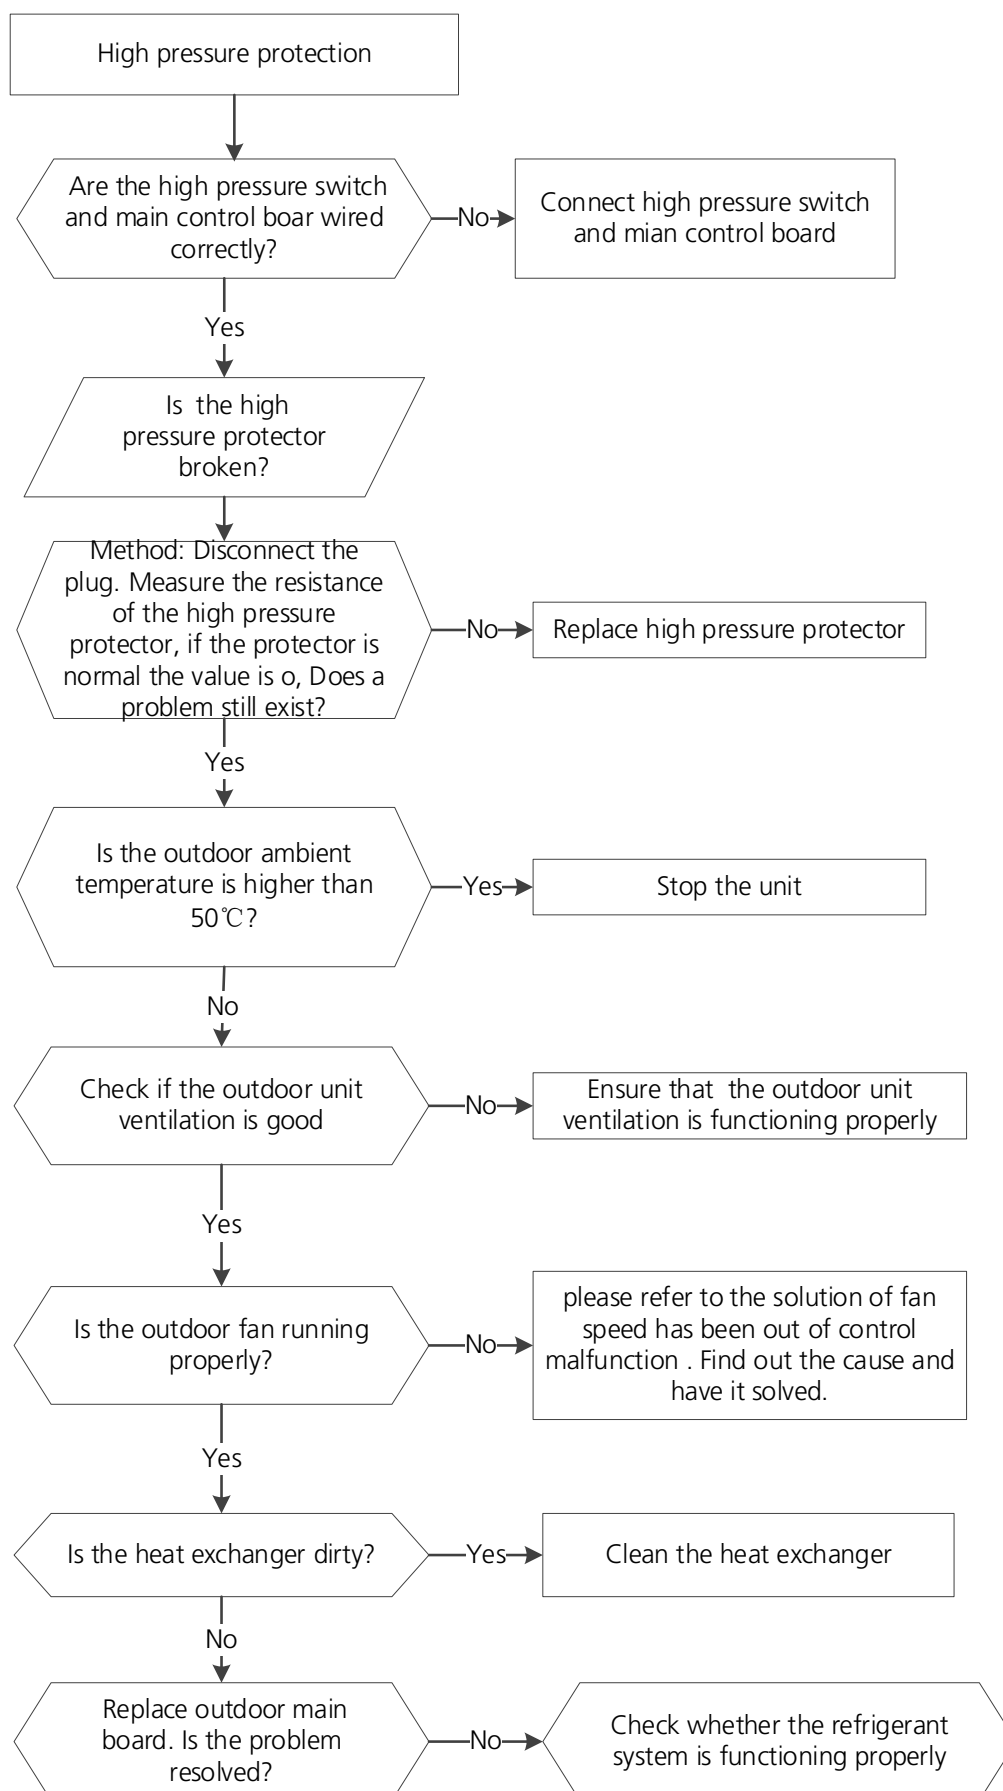 High pressure protection
Are the high pressure switch
and main control boar wired
correctly?
No
Connect high pressure switch
and mian control board
Yes
Is the high
pressure protector
broken?
Method: Disconnect the
plug. Measure the resistance
of the high pressure
protector, if the protector is
normal the value is o, Does a
problem still exist?
No
Replace high pressure protector
Yes
Is the outdoor ambient
temperature is higher than
50℃?
Yes
Stop the unit
No
Check if the outdoor unit
ventilation is good
No
Ensure that the outdoor unit
ventilation is functioning properly
Yes
Is the outdoor fan running
properly?
No
please refer to the solution of fan
speed has been out of control
malfunction . Find out the cause and
have it solved.
Yes
Is the heat exchanger dirty?
Yes
Clean the heat exchanger
No
Replace outdoor main
board. Is the problem
resolved?
No
Check whether the refrigerant
system is functioning properly